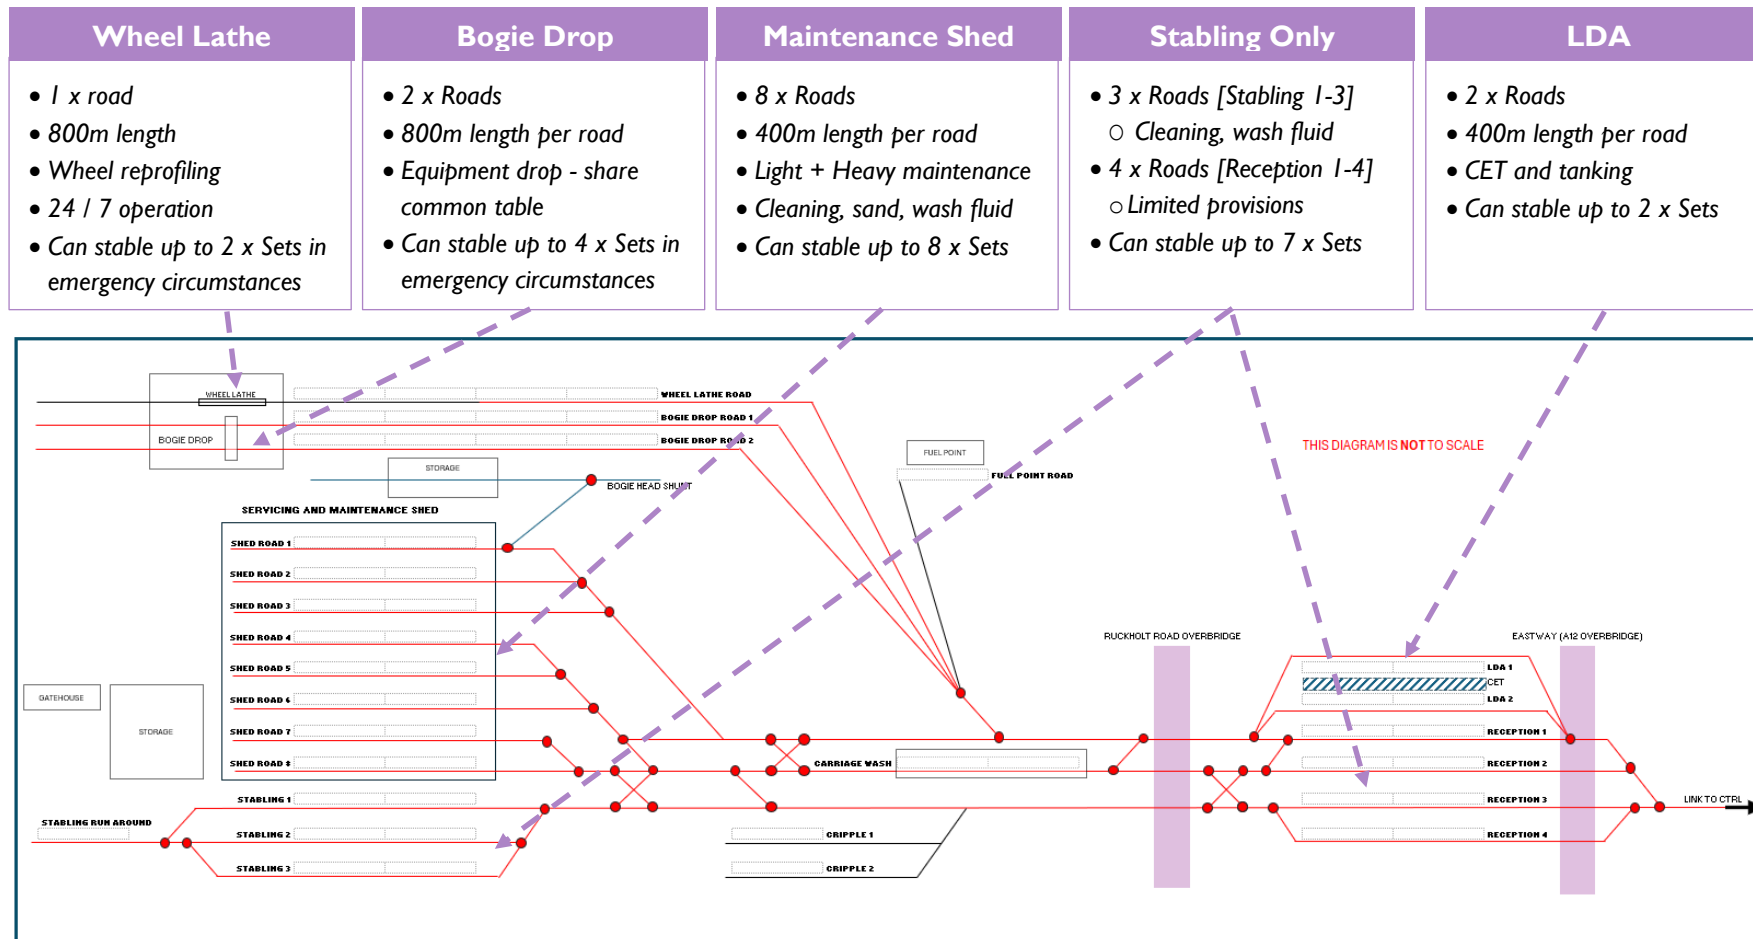 Wheel Lathe
• 1 x road
• 800m length
• Wheel reprofiling
• 24 / 7 operation
• Can stable up to 2 x Sets in
emergency circumstances
Bogie Drop
• 2 x Roads
• 800m length per road
• Equipment drop - share
common table
• Can stable up to 4 x Sets in
emergency circumstances
Maintenance Shed
• 8 x Roads
• 400m length per road
• Light + Heavy maintenance
• Cleaning, sand, wash fluid
• Can stable up to 8 x Sets
Stabling Only
• 3 x Roads [Stabling 1-3]
○ Cleaning, wash fluid
• 4 x Roads [Reception 1-4]
○ Limited provisions
• Can stable up to 7 x Sets
LDA
• 2 x Roads
• 400m length per road
• CET and tanking
• Can stable up to 2 x Sets
WHEEL LATHE
WHEEL LATHE ROAD
BOGIE DROP ROAD 1
BOGIE DROP
BOGIE DROP ROAD 2
THIS DIAGRAM IS NOT TO SCALE
FUEL POINT
STORAGE
FUEL POINT ROAD
BOGIE HEAD SHUNT
SERVICING AND MAINTENANCE SHED
SHED ROAD 1
SHED ROAD 2
SHED ROAD 3
SHED ROAD 4
RUCKHOLT ROAD OVERBRIDGE
EASTWAY (A12 OVERBRIDGE)
SHED ROAD 5
LDA 1
CET
GATEHOUSE
SHED ROAD 6
LDA 2
STORAGE
SHED ROAD 7
RECEPTION 1
SHED ROAD 8
CARRIAGE WASH
RECEPTION 2
STABLING 1
RECEPTION 3
LINK TO CTRL
STABLING RUN AROUND
STABLING 2
CRIPPLE 1
RECEPTION 4
STABLING 3
CRIPPLE 2